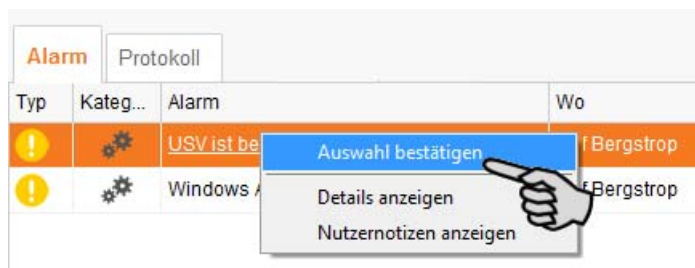 Alarm Protokoll
Typ Kateg... Alarm Wo
USV ist be f Bergstrop
Auswahl bestätigen
Windows A f Bergstrop
Details anzeigen
Nutzernotizen anzeigen